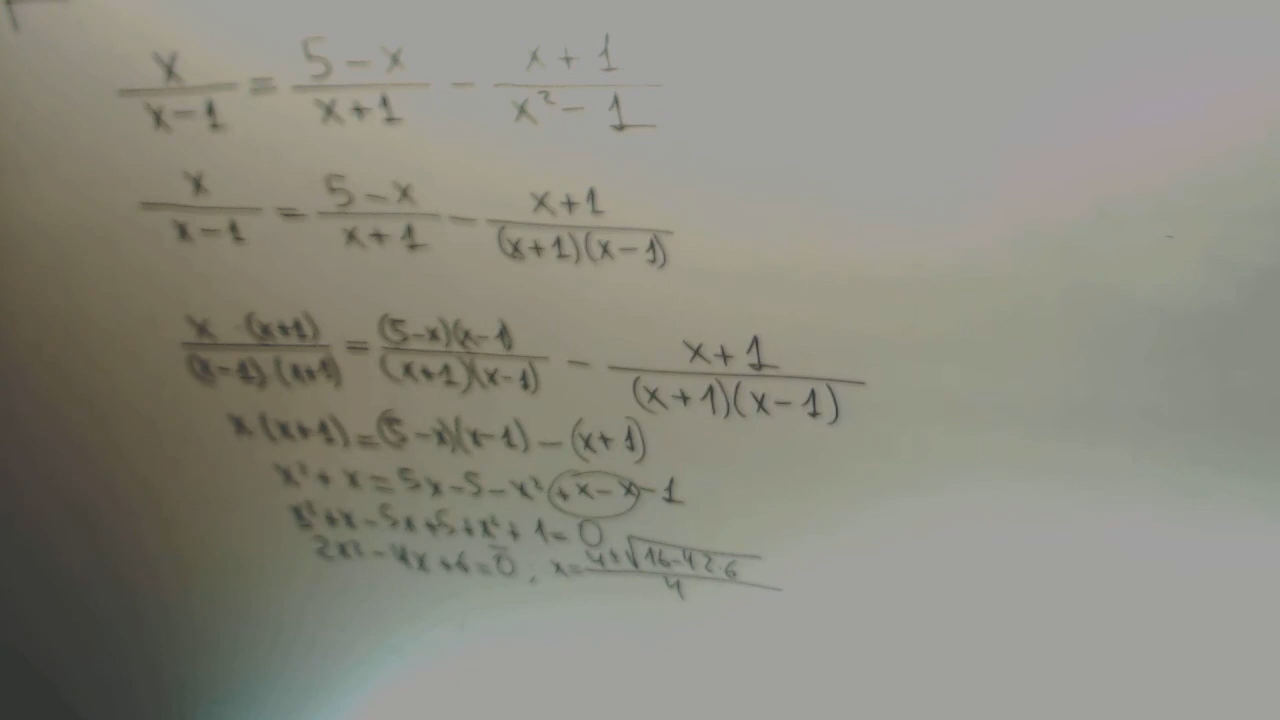 x/(x-1) = (5-x)/(x+1) - (x+1)/(x²-1)
x/(x-1) = (5-x)/(x+1) - (x+1)/((x+1)(x-1))
x (x+1)/((x-1)(x+1)) = (5-x)(x-1)/((x+1)(x-1)) - (x+1)/((x+1)(x-1))
x(x+1)=(5-x)(x-1)-(x+1)
x²+x=5x-5-x²+x-x-1
x²+x-5x+5+x²+1=0
2x²-4x+6=0; x=(4±√(16-4·2·6))/4